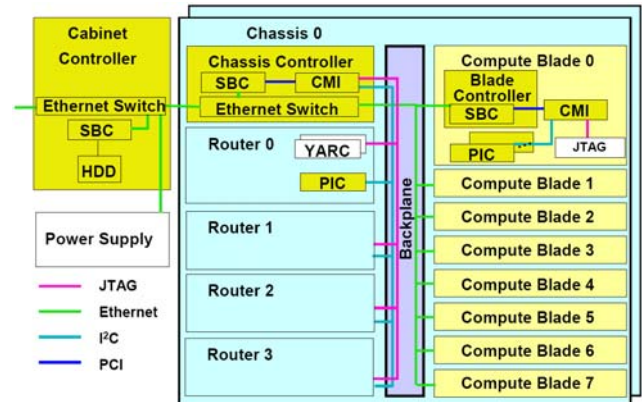 Cabinet
Controller
Ethernet Switch
SBC
HDD
Power Supply
JTAG
Ethernet
I²C
PCI
Chassis 0
Chassis Controller
SBC
CMI
Ethernet Switch
Router 0
YARC
PIC
Router 1
Router 2
Router 3
Backplane
Compute Blade 0
Blade
Controller
SBC
CMI
PIC
JTAG
Compute Blade 1
Compute Blade 2
Compute Blade 3
Compute Blade 4
Compute Blade 5
Compute Blade 6
Compute Blade 7